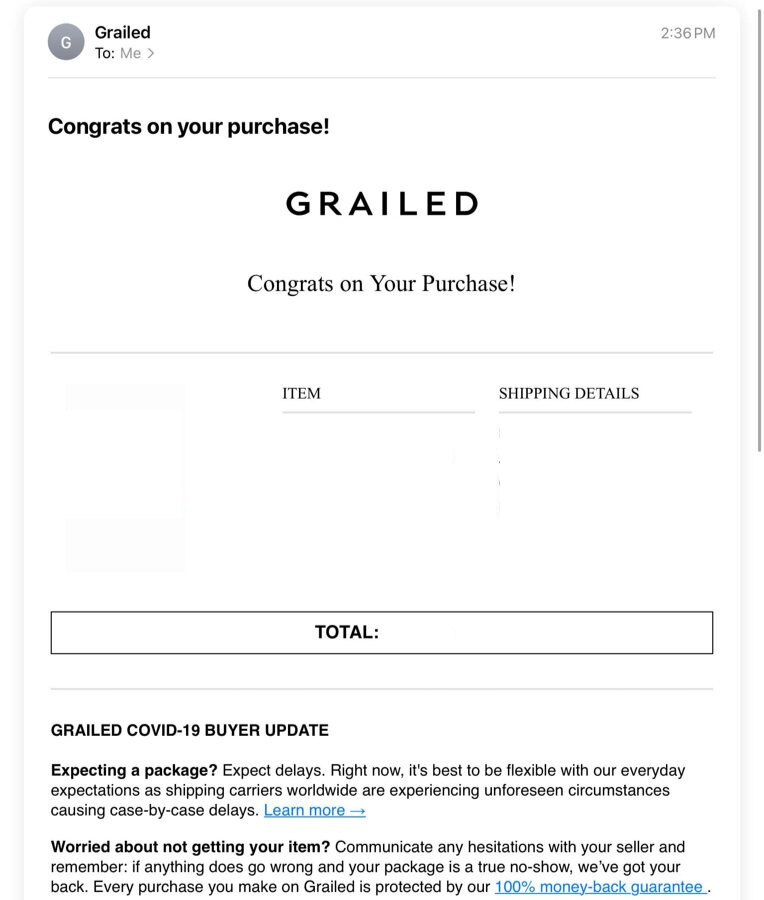 G
Grailed
2:36 PM
To: Me >
Congrats on your purchase!
GRAILED
Congrats on Your Purchase!
ITEM
SHIPPING DETAILS
TOTAL:
GRAILED COVID-19 BUYER UPDATE
Expecting a package? Expect delays. Right now, it's best to be flexible with our everyday
expectations as shipping carriers worldwide are experiencing unforeseen circumstances
causing case-by-case delays. Learn more →
Worried about not getting your item? Communicate any hesitations with your seller and
remember: if anything does go wrong and your package is a true no-show, we’ve got your
back. Every purchase you make on Grailed is protected by our 100% money-back guarantee .